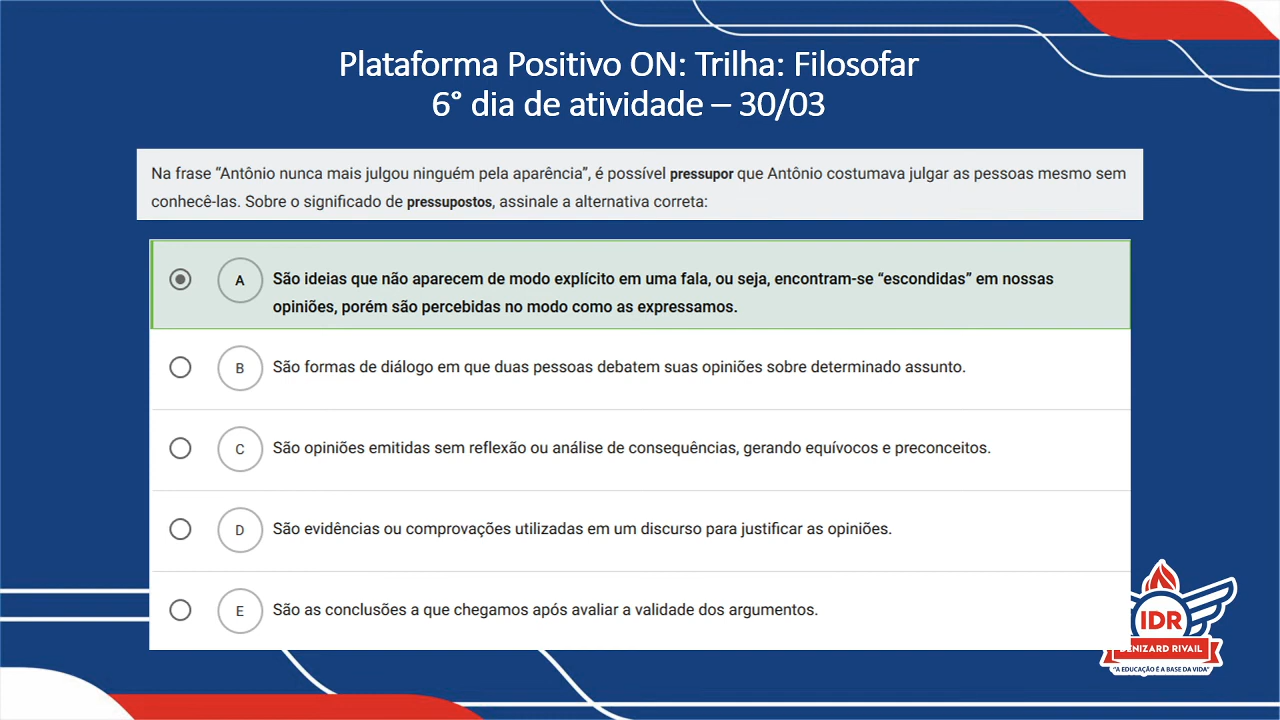 Plataforma Positivo ON: Trilha: Filosofar
6° dia de atividade – 30/03
Na frase “Antônio nunca mais julgou ninguém pela aparência”, é possível pressupor que Antônio costumava julgar as pessoas mesmo sem
conhecê-las. Sobre o significado de pressupostos, assinale a alternativa correta:
A São ideias que não aparecem de modo explícito em uma fala, ou seja, encontram-se “escondidas” em nossas
opiniões, porém são percebidas no modo como as expressamos.
B São formas de diálogo em que duas pessoas debatem suas opiniões sobre determinado assunto.
C São opiniões emitidas sem reflexão ou análise de consequências, gerando equívocos e preconceitos.
D São evidências ou comprovações utilizadas em um discurso para justificar as opiniões.
E São as conclusões a que chegamos após avaliar a validade dos argumentos.
IDR
DENIZARD RIVAIL
“A EDUCAÇÃO É A BASE DA VIDA”